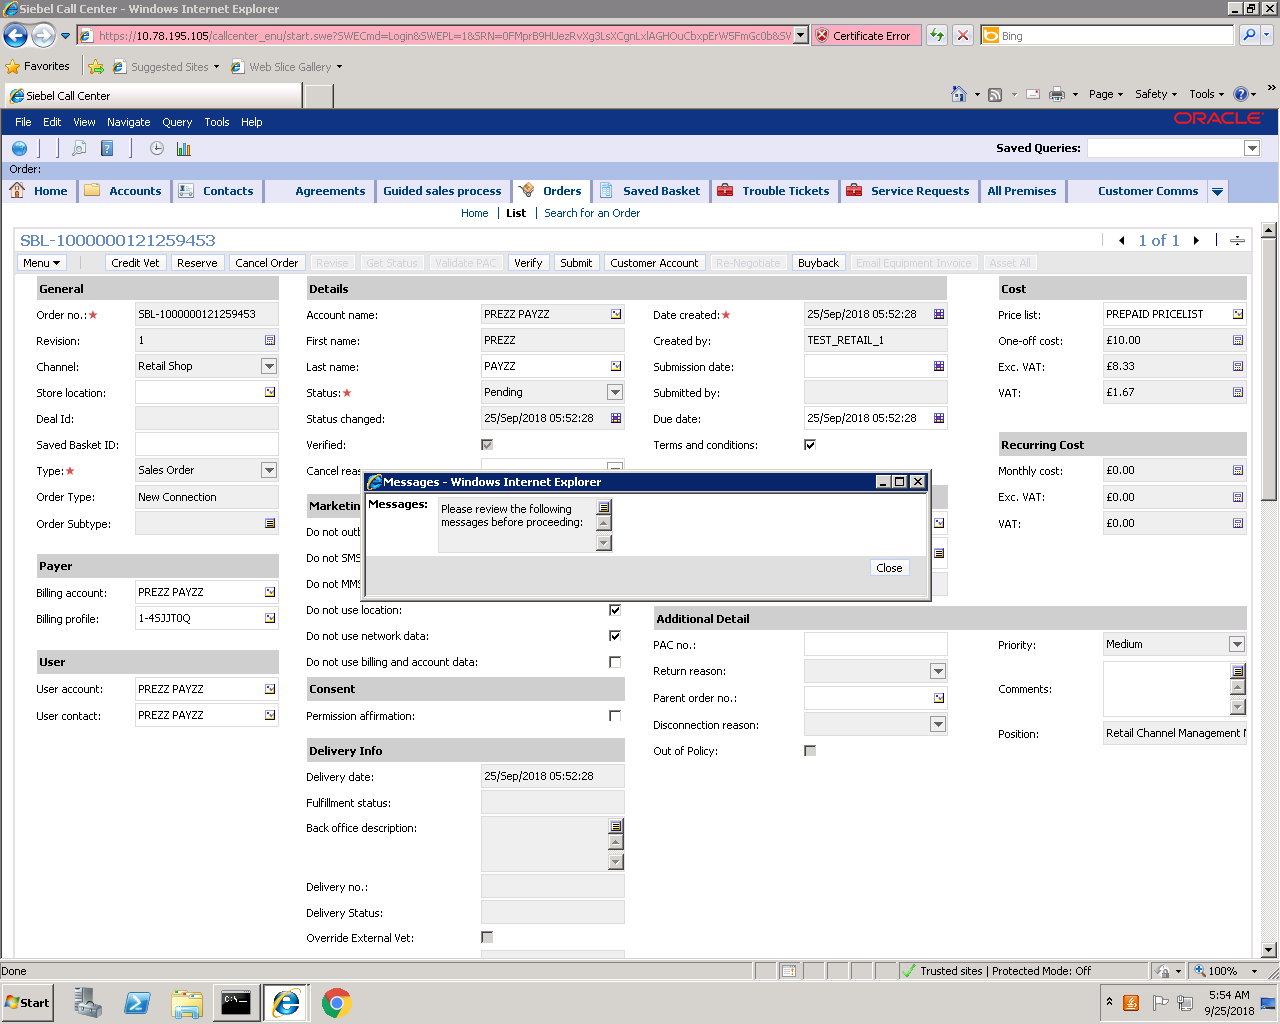 Siebel Call Center - Windows Internet Explorer
https://10.78.195.105/callcenter_enu/start.swe?SWECmd=Login&SWEPL=1&SRN=
Certificate Error
Bing
Favorites
Suggested Sites
Web Slice Gallery
Siebel Call Center
Page
Safety
Tools
»
File Edit View Navigate Query Tools Help
ORACLE
Saved Queries:
Order:
Home Accounts Contacts Agreements Guided sales process Orders Saved Basket Trouble Tickets Service Requests All Premises Customer Comms
Home | List | Search for an Order
SBL-1000000121259453
1 of 1
Menu Credit Vet Reserve Cancel Order Revise Get Status Validate PAC Verify Submit Customer Account Re-Negotiate Buyback Email Equipment Invoice Asset All
General
Order no.:★ SBL-1000000121259453
Revision: 1
Channel: Retail Shop
Store location:
Deal Id:
Saved Basket ID:
Type:★ Sales Order
Order Type: New Connection
Order Subtype:
Payer
Billing account: PREZZ PAYZZ
Billing profile: 1-4SJJT0Q
User
User account: PREZZ PAYZZ
User contact: PREZZ PAYZZ
Details
Account name: PREZZ PAYZZ
First name: PREZZ
Last name: PAYZZ
Status:★ Pending
Status changed: 25/Sep/2018 05:52:28
Verified:
Cancel reas
Date created:★ 25/Sep/2018 05:52:28
Created by: TEST_RETAIL_1
Submission date:
Submitted by:
Due date: 25/Sep/2018 05:52:28
Terms and conditions:
Cost
Price list: PREPAID PRICELIST
One-off cost: £10.00
Exc. VAT: £8.33
VAT: £1.67
Recurring Cost
Monthly cost: £0.00
Exc. VAT: £0.00
VAT: £0.00
Messages - Windows Internet Explorer
Messages:
Please review the following
messages before proceeding:
Close
Marketin
Do not outb
Do not SMS
Do not MMS
Do not use location:
Do not use network data:
Do not use billing and account data:
Consent
Permission affirmation:
Delivery Info
Delivery date: 25/Sep/2018 05:52:28
Fulfillment status:
Back office description:
Delivery no.:
Delivery Status:
Override External Vet:
Additional Detail
PAC no.:
Return reason:
Parent order no.:
Disconnection reason:
Out of Policy:
Priority: Medium
Comments:
Position: Retail Channel Management
Done
Trusted sites | Protected Mode: Off
100%
Start
C:\
5:54 AM
9/25/2018